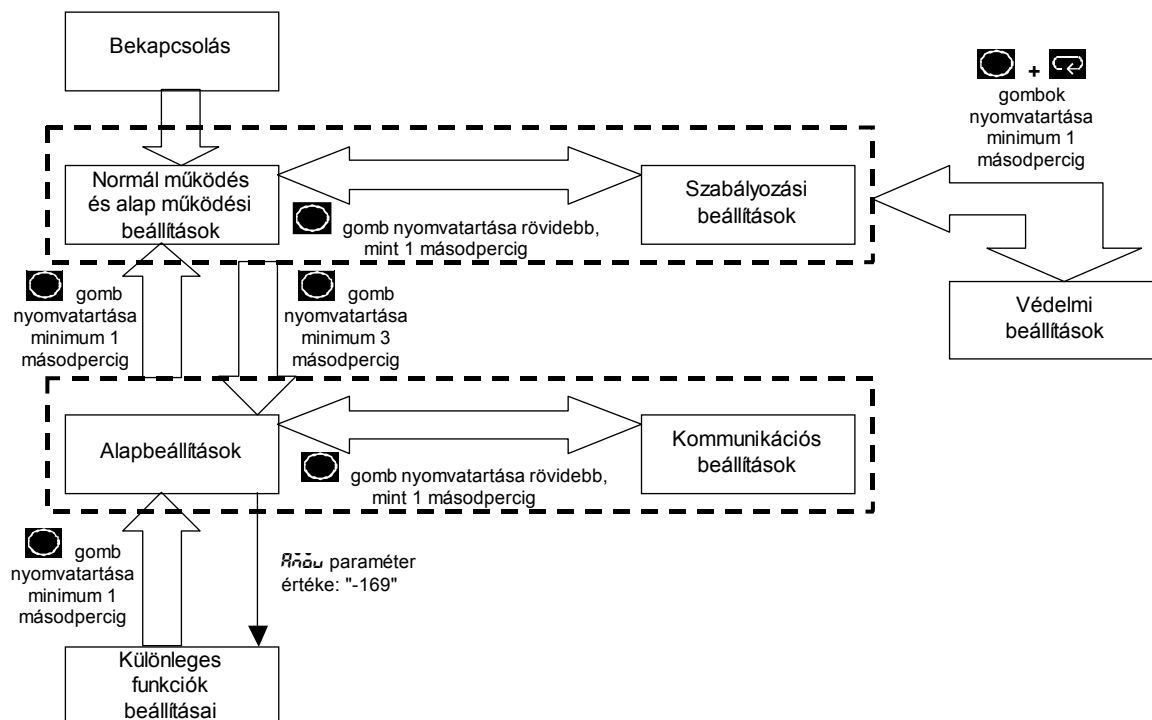 Bekapcsolás
+
gombok
nyomvatartása
minimum 1
másodpercig
Normál működés
és alap működési
beállítások
Szabályozási
beállítások
gomb nyomvatartása rövidebb,
mint 1 másodpercig
gomb
nyomvatartása
minimum 1
másodpercig
gomb
nyomvatartása
minimum 3
másodpercig
Védelmi
beállítások
Alapbeállítások
Kommunikációs
beállítások
gomb nyomvatartása rövidebb,
mint 1 másodpercig
gomb
nyomvatartása
minimum 1
másodpercig
paraméter
értéke: "-169"
Különleges
funkciók
beállításai